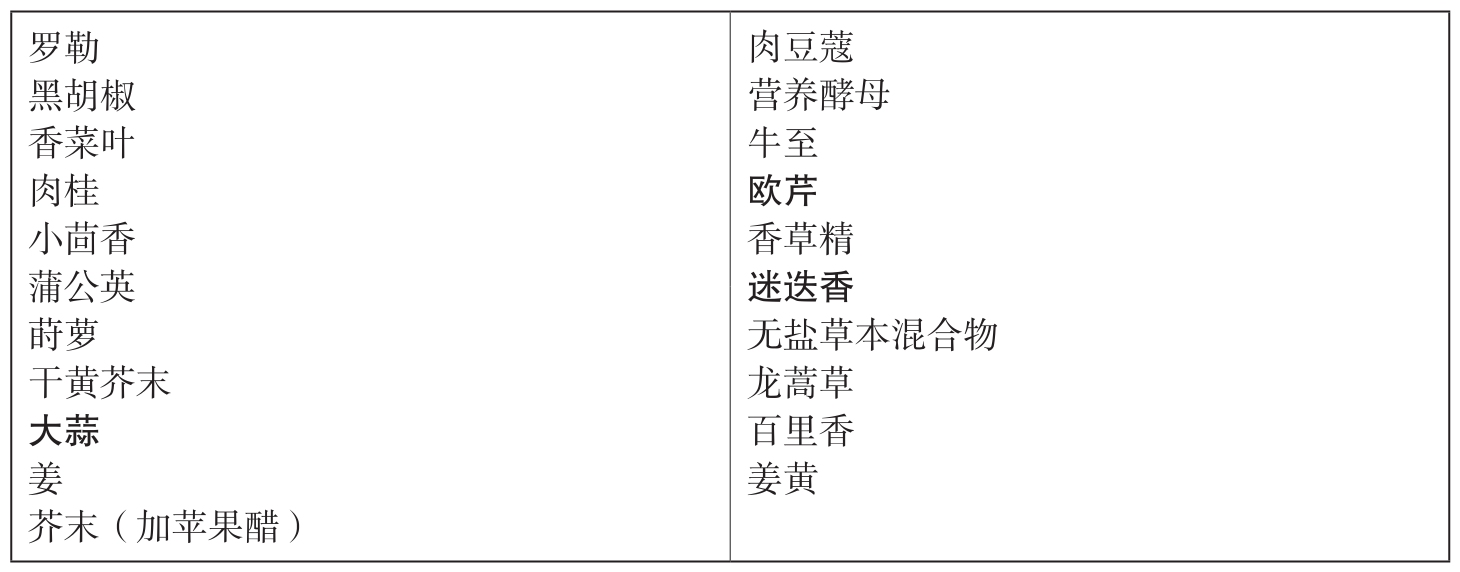 罗勒
黑胡椒
香菜叶
肉桂
小茴香
蒲公英
莳萝
干黄芥末
大蒜
姜
芥末（加苹果醋）
肉豆蔻
营养酵母
牛至
欧芹
香草精
迷迭香
无盐草本混合物
龙蒿草
百里香
姜黄